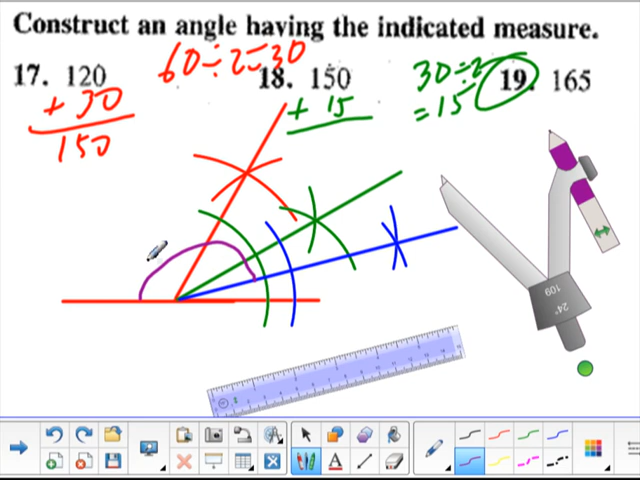 Construct an angle having the indicated measure.
60÷2=30
17. 120 18. 150 19. 165
+ 30
150
+ 15
30÷2
=15
109
24"
A